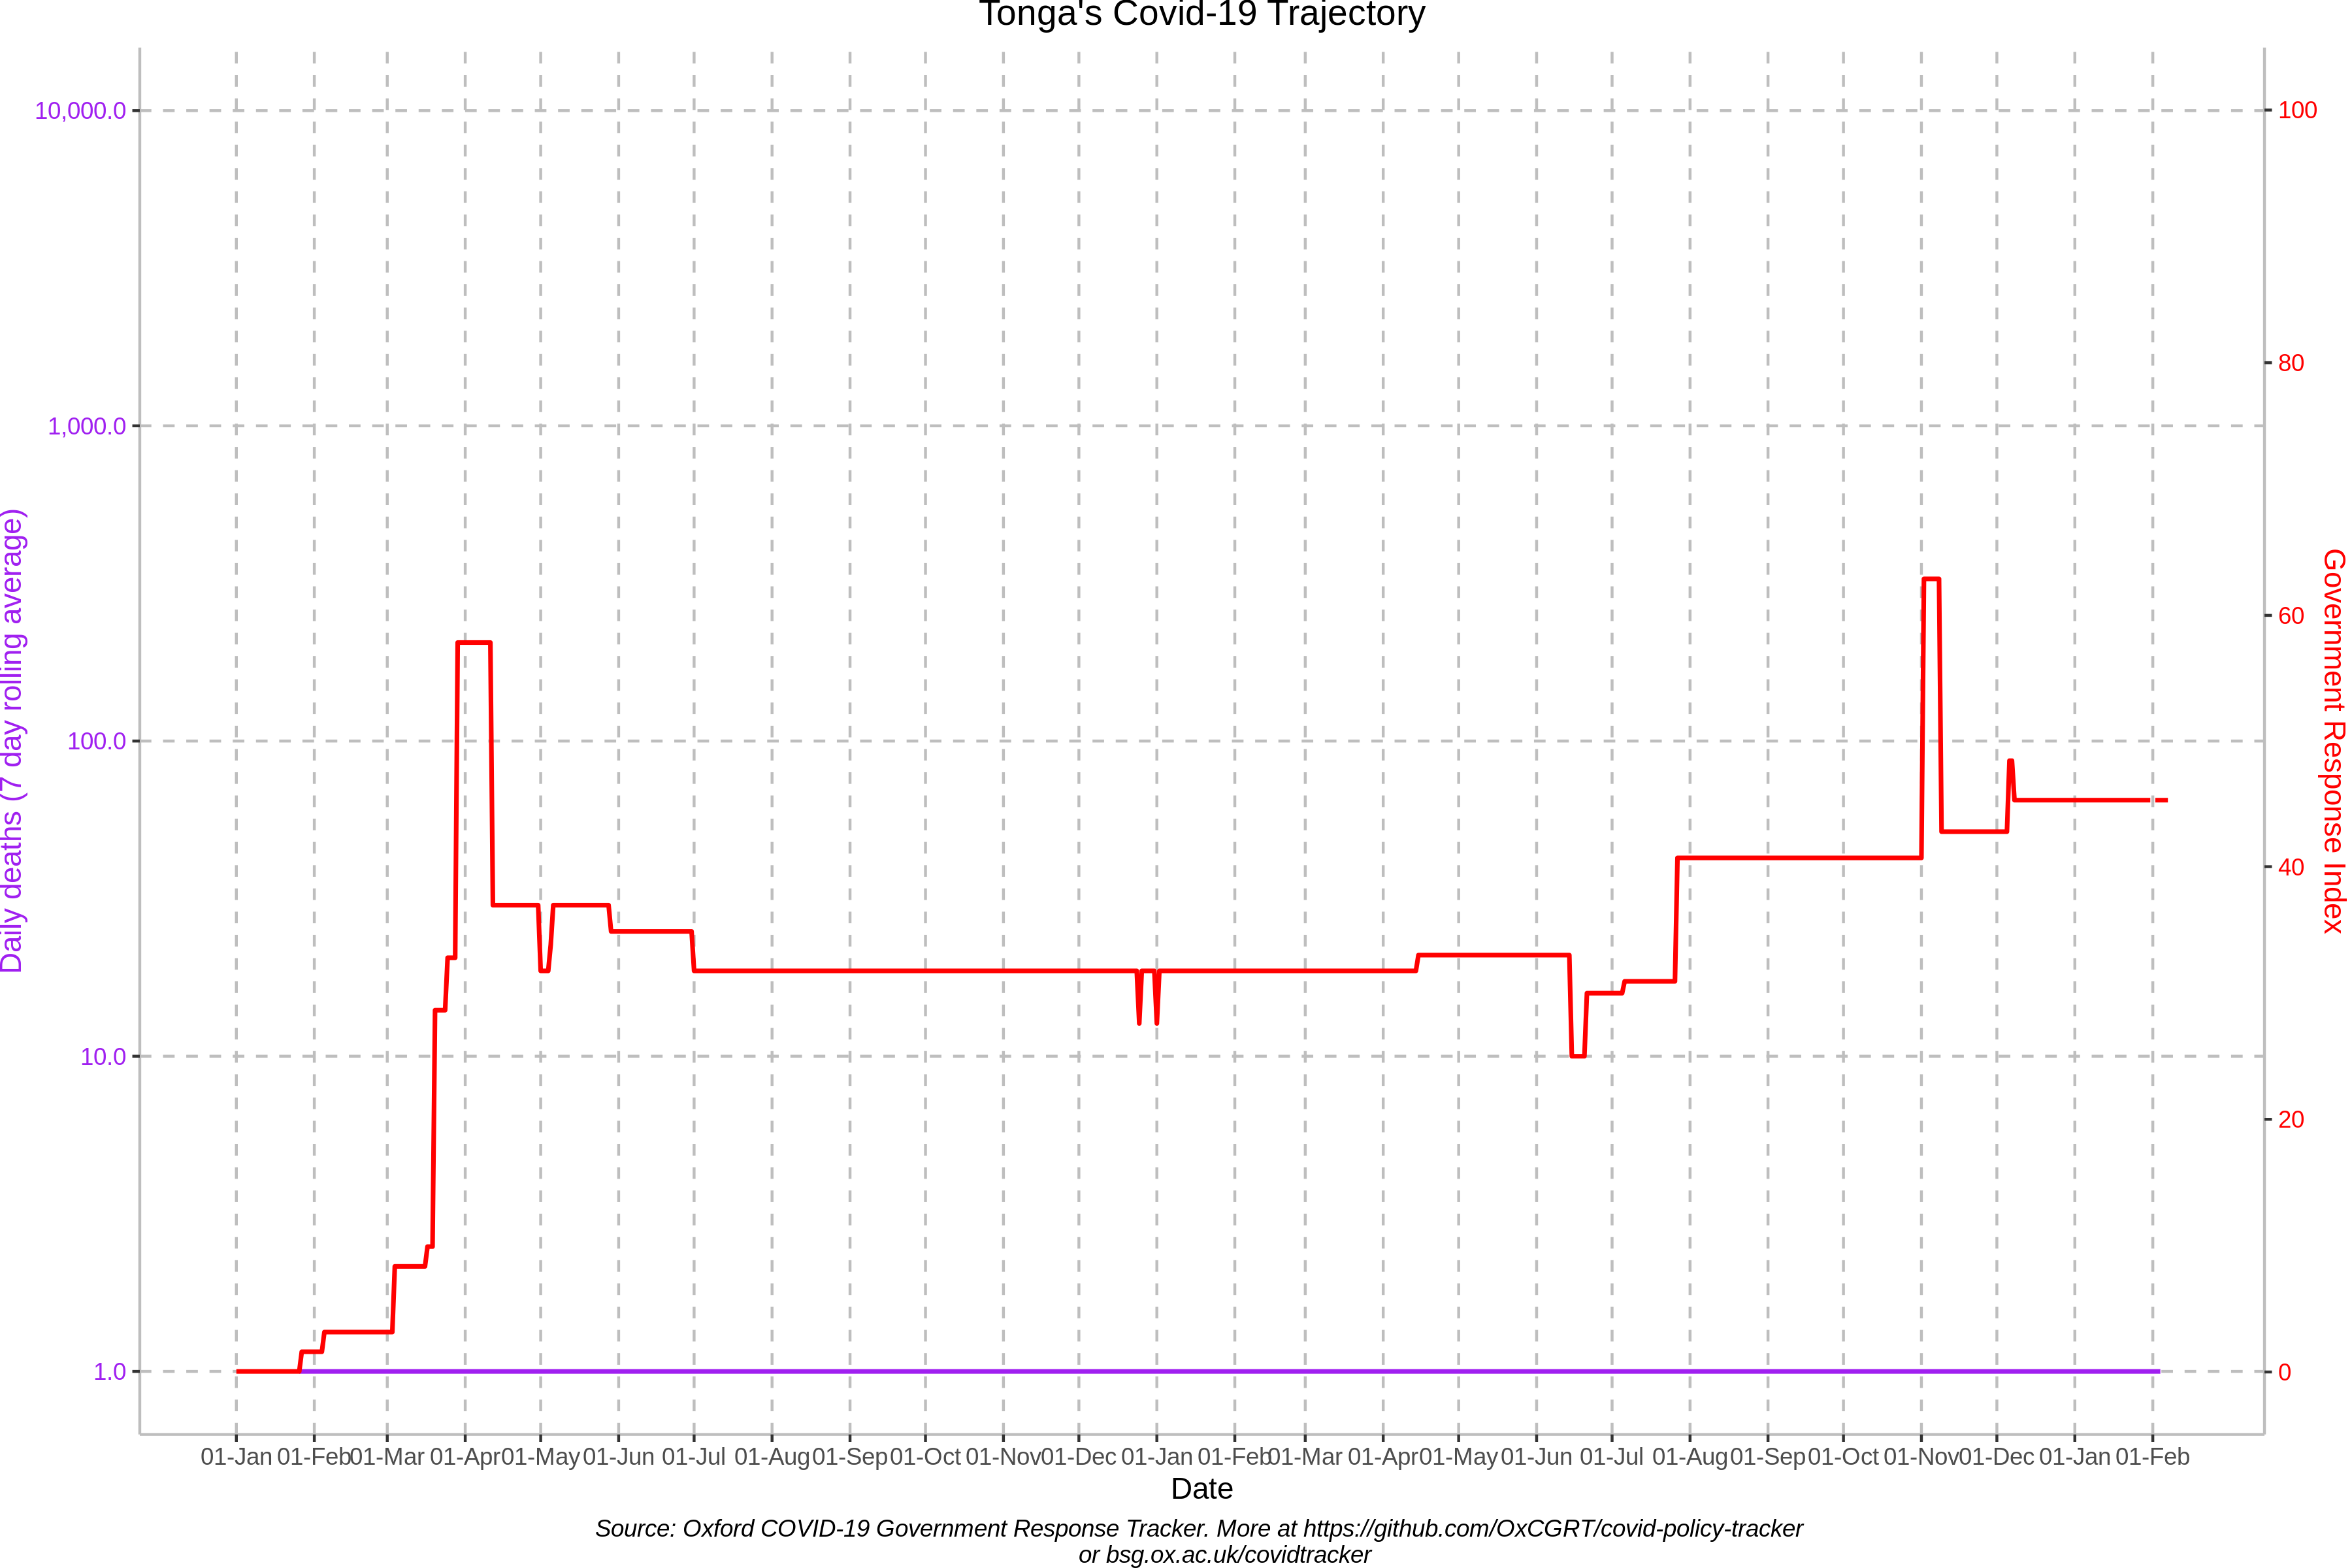 Tonga's Covid-19 Trajectory
10,000.0
1,000.0
100.0
10.0
1.0
Daily deaths (7 day rolling average)
100
80
60
40
20
0
Government Response Index
01-Jan 01-Feb 01-Mar 01-Apr 01-May 01-Jun 01-Jul 01-Aug 01-Sep 01-Oct 01-Nov 01-Dec 01-Jan 01-Feb 01-Mar 01-Apr 01-May 01-Jun 01-Jul 01-Aug 01-Sep 01-Oct 01-Nov 01-Dec 01-Jan 01-Feb
Date
Source: Oxford COVID-19 Government Response Tracker. More at https://github.com/OxCGRT/covid-policy-tracker
or bsg.ox.ac.uk/covidtracker